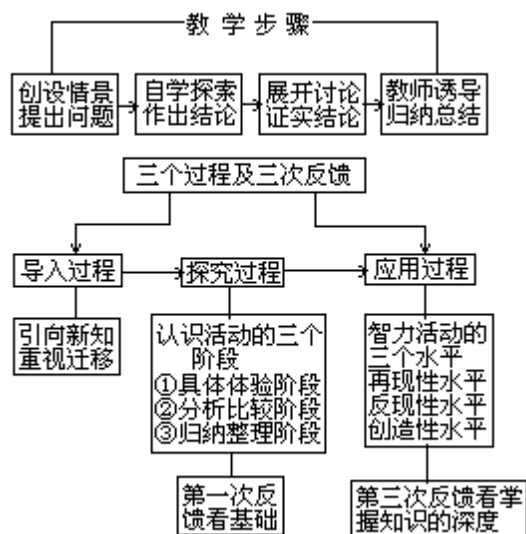 教学步骤
创设情景
提出问题
自学探索
作出结论
展开讨论
证实结论
教师诱导
归纳总结
三个过程及三次反馈
导入过程
探究过程
应用过程
引向新知
重视迁移
认识活动的三个
阶段
①具体体验阶段
②分析比较阶段
③归纳整理阶段
智力活动的
三个水平
再现性水平
反现性水平
创造性水平
第一次反
馈看基础
第三次反馈看掌
握知识的深度